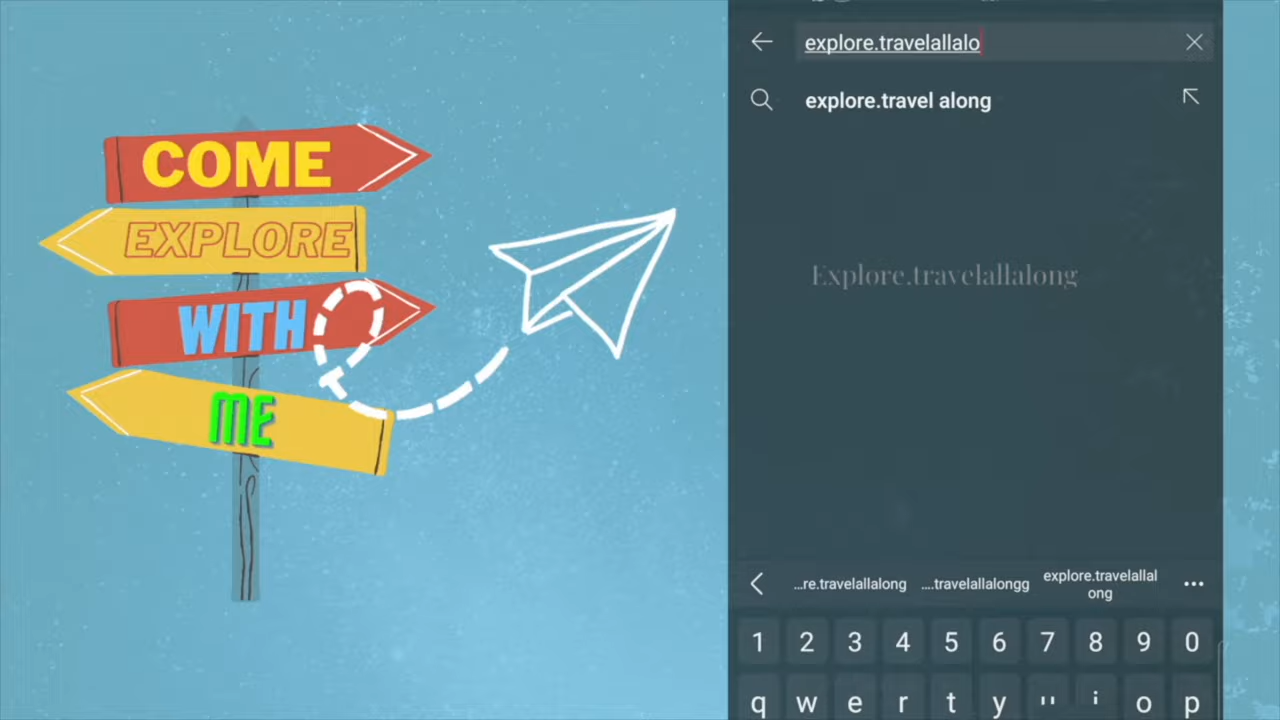 COME
EXPLORE
WITH
ME
explore.travelallalo
explore.travel along
Explore.travelallalong
...re.travelallalong ....travelallalongg explore.travelallal
ong
1 2 3 4 5 6 7 8 9 0
q w e r t y u i o p